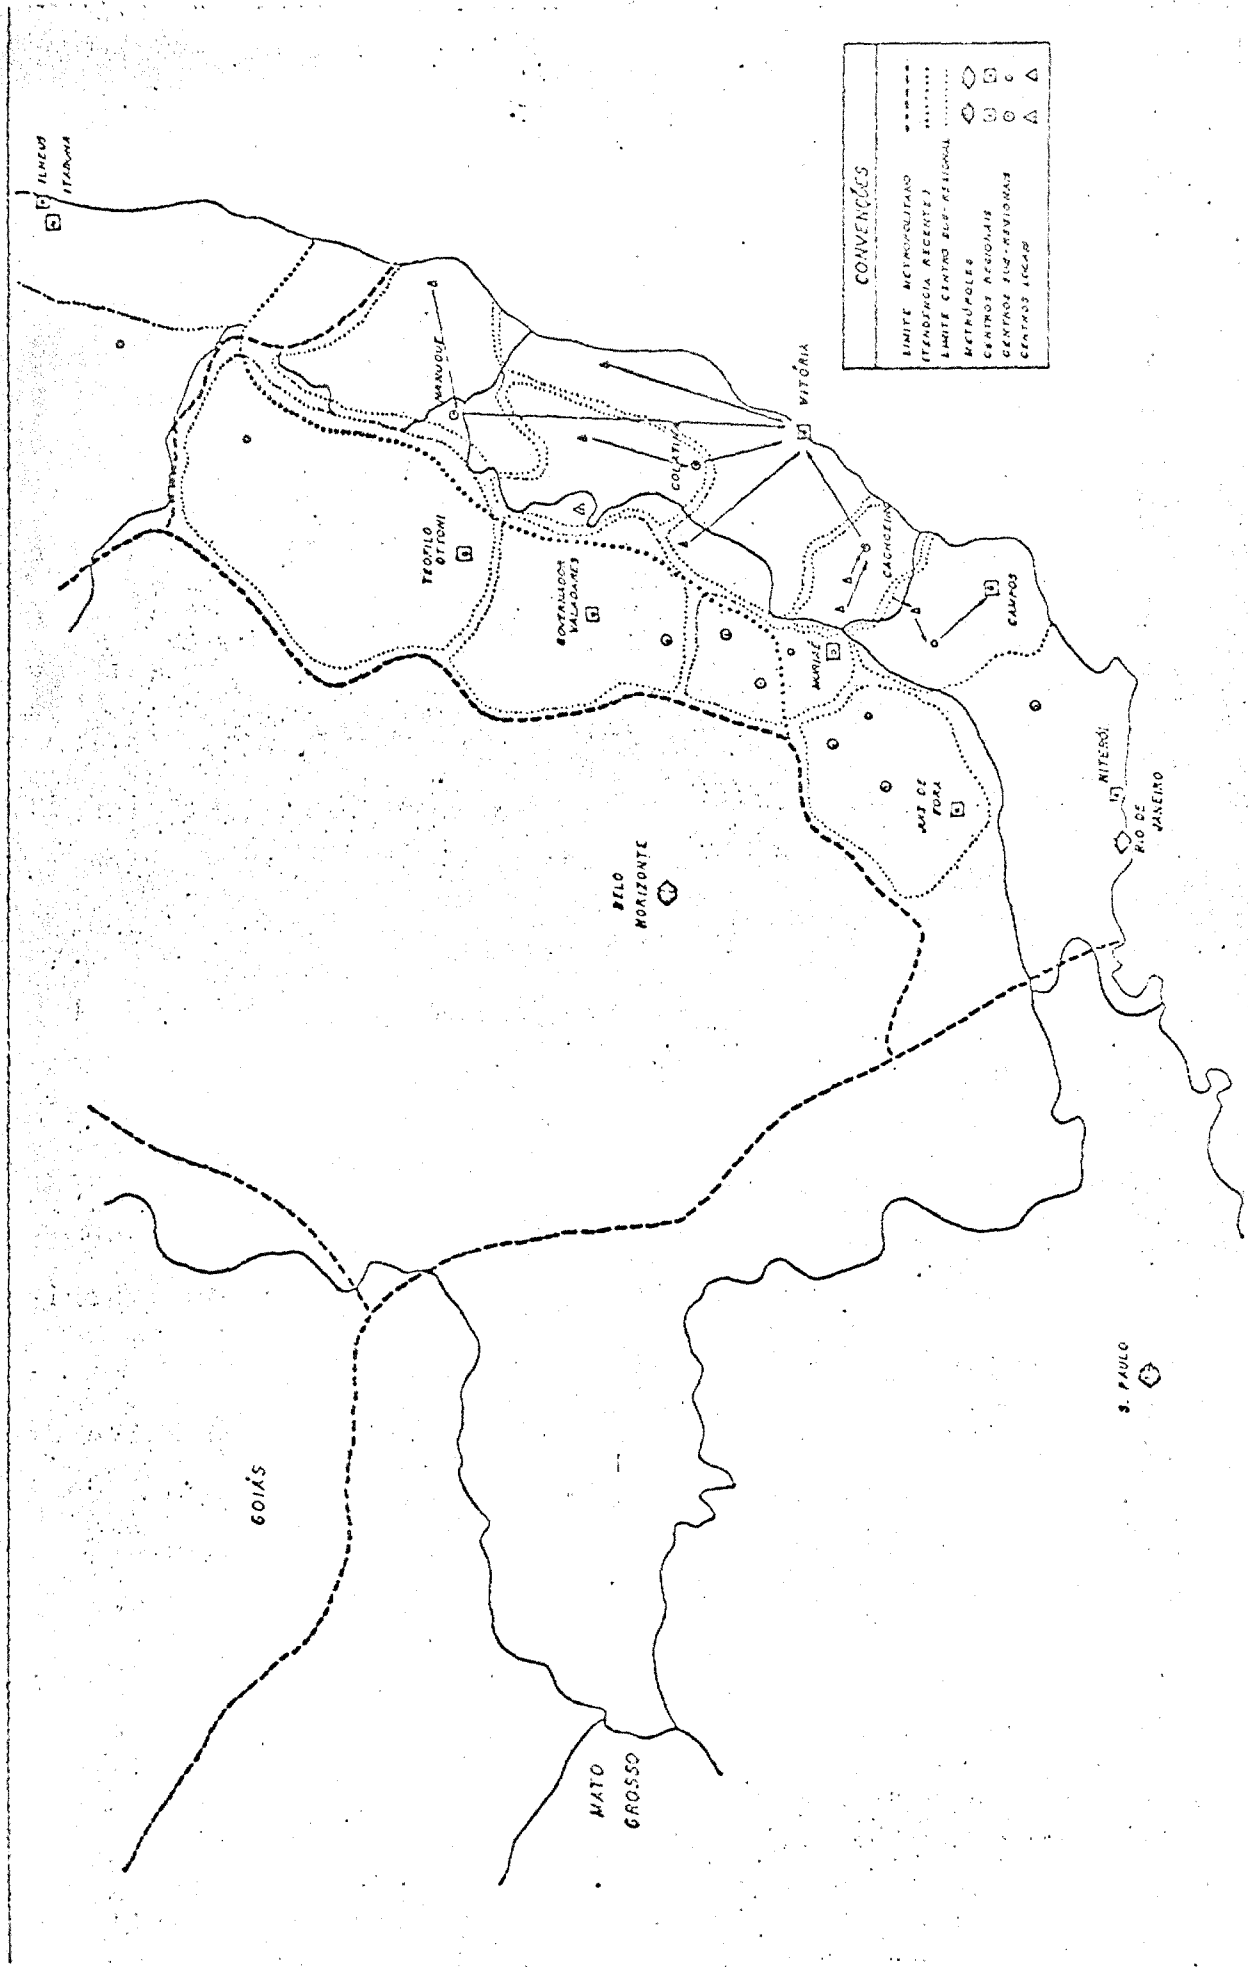 ILHEUS
ITABUNA
NANUQUE
TEOFILO
OTTONI
GOVERNADOR
VALADARES
COLATINA
VITÓRIA
CACHOEIRO
MURIAÉ
CAMPOS
JUIZ DE
FORA
BELO
HORIZONTE
NITERÓI
RIO DE
JANEIRO
S. PAULO
GOIÁS
MATO
GROSSO
CONVENÇÕES
LIMITE METROPOLITANO
(TENDÊNCIA RECENTE)
LIMITE CENTRO SUB-REGIONAL
METRÓPOLES
CENTROS REGIONAIS
CENTROS SUB-REGIONAIS
CENTROS LOCAIS